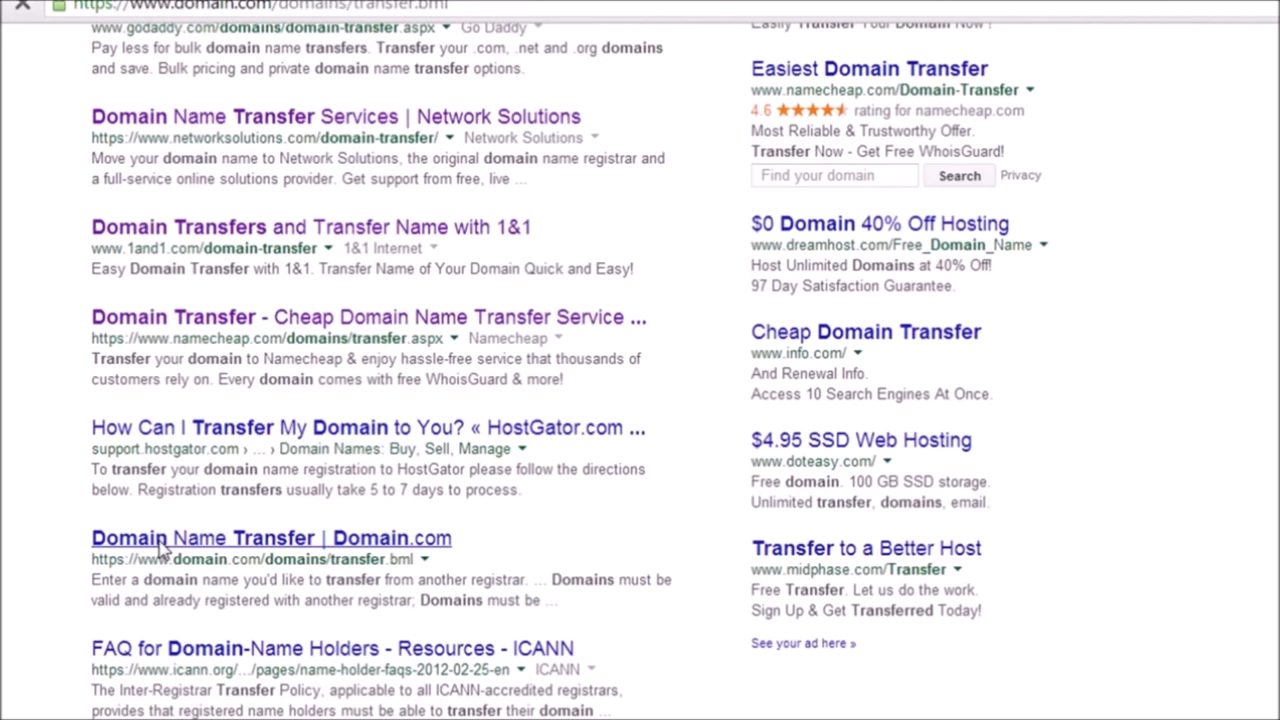 https://www.domain.com/domains/transfer.bml
www.godaddy.com/domains/domain-transfer.aspx Go Daddy
Pay less for bulk domain name transfers. Transfer your .com, .net and .org domains
and save. Bulk pricing and private domain name transfer options.
Domain Name Transfer Services | Network Solutions
https://www.networksolutions.com/domain-transfer/ Network Solutions
Move your domain name to Network Solutions, the original domain name registrar and
a full-service online solutions provider. Get support from free, live ...
Domain Transfers and Transfer Name with 1&1
www.1and1.com/domain-transfer 1&1 Internet
Easy Domain Transfer with 1&1. Transfer Name of Your Domain Quick and Easy!
Domain Transfer - Cheap Domain Name Transfer Service ...
https://www.namecheap.com/domains/transfer.aspx Namecheap
Transfer your domain to Namecheap & enjoy hassle-free service that thousands of
customers rely on. Every domain comes with free WhoisGuard & more!
How Can I Transfer My Domain to You? « HostGator.com ...
support.hostgator.com › ... › Domain Names: Buy, Sell, Manage
To transfer your domain name registration to HostGator please follow the directions
below. Registration transfers usually take 5 to 7 days to process.
Domain Name Transfer | Domain.com
https://www.domain.com/domains/transfer.bml
Enter a domain name you'd like to transfer from another registrar. ... Domains must be
valid and already registered with another registrar; Domains must be ...
FAQ for Domain-Name Holders - Resources - ICANN
https://www.icann.org/.../pages/name-holder-faqs-2012-02-25-en ICANN
The Inter-Registrar Transfer Policy, applicable to all ICANN-accredited registrars,
provides that registered name holders must be able to transfer their domain ...
Easily Transfer Your Domain Now !
Easiest Domain Transfer
www.namecheap.com/Domain-Transfer
4.6 ★★★★★ rating for namecheap.com
Most Reliable & Trustworthy Offer.
Transfer Now - Get Free WhoisGuard!
Find your domain Search Privacy
$0 Domain 40% Off Hosting
www.dreamhost.com/Free_Domain_Name
Host Unlimited Domains at 40% Off!
97 Day Satisfaction Guarantee.
Cheap Domain Transfer
www.info.com/
And Renewal Info.
Access 10 Search Engines At Once.
$4.95 SSD Web Hosting
www.doteasy.com/
Free domain. 100 GB SSD storage.
Unlimited transfer, domains, email.
Transfer to a Better Host
www.midphase.com/Transfer
Free Transfer. Let us do the work.
Sign Up & Get Transferred Today!
See your ad here »